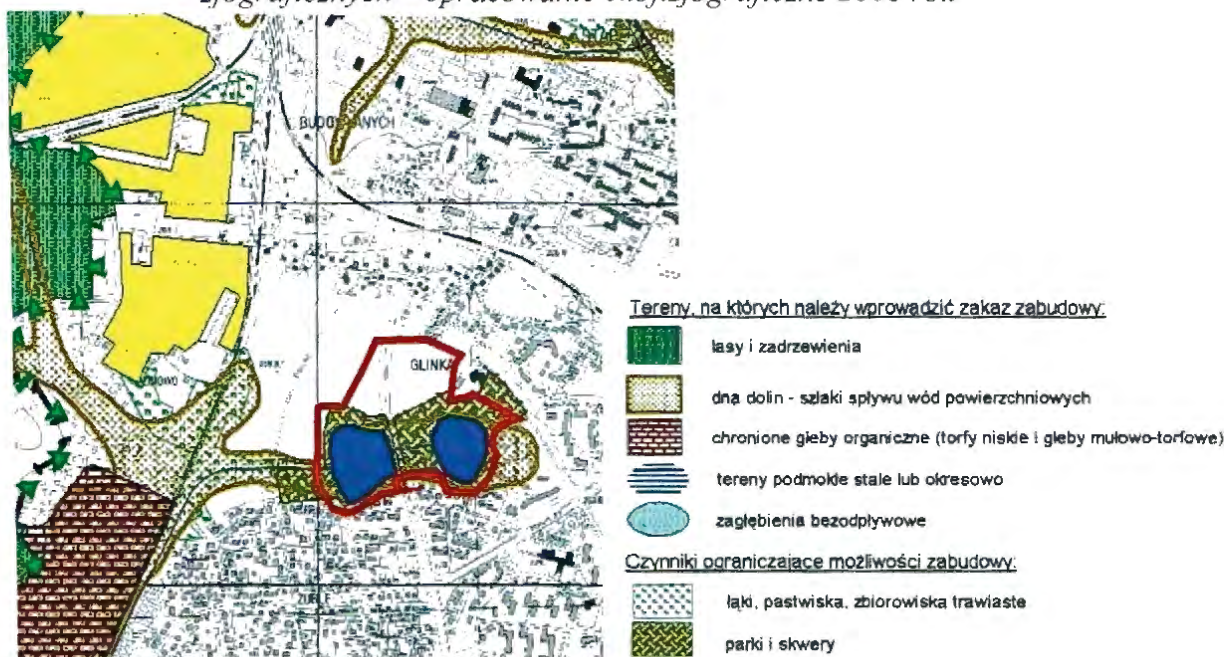 opracowanie ekofizjograficzne
GLINKA
Tereny, na których należy wprowadzić zakaz zabudowy:
lasy i zadrzewienia
dna dolin - szlaki spływu wód powierzchniowych
chronione gleby organiczne (torfy niskie i gleby mułowo-torfowe)
tereny podmokłe stale lub okresowo
zagłębienia bezodpływowe
Czynniki ograniczające możliwości zabudowy:
łąki, pastwiska, zbiorowiska trawiaste
parki i skwery